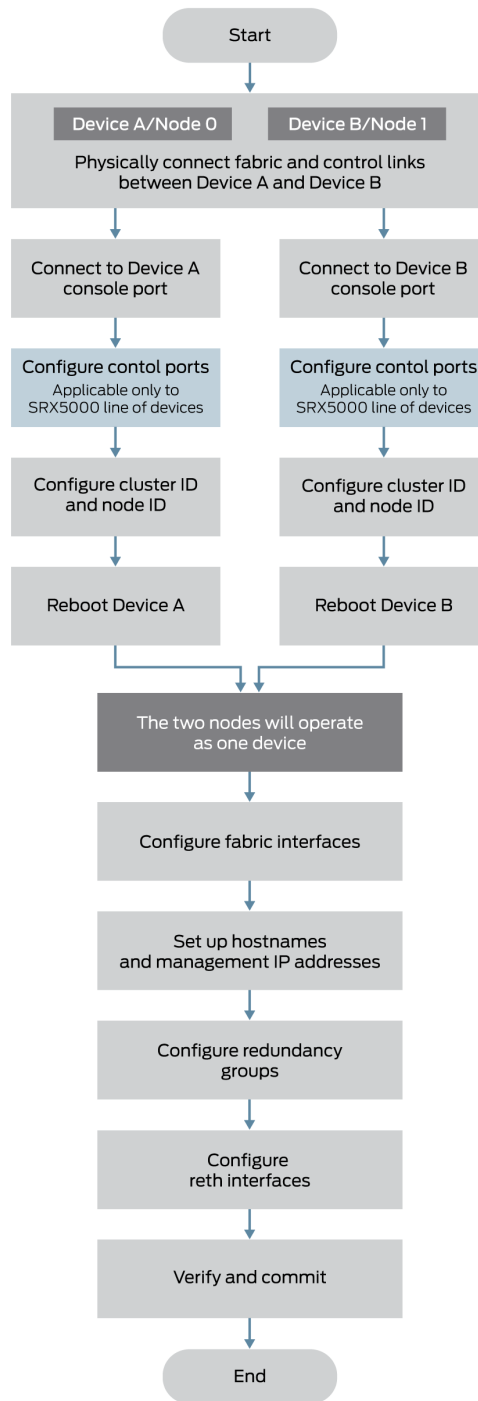 Start
Device A/Node 0
Device B/Node 1
Physically connect fabric and control links
between Device A and Device B
Connect to Device A
console port
Configure contol ports
Applicable only to
SRX5000 line of devices
Configure cluster ID
and node ID
Reboot Device A
Connect to Device B
console port
Configure contol ports
Applicable only to
SRX5000 line of devices
Configure cluster ID
and node ID
Reboot Device B
The two nodes will operate
as one device
Configure fabric interfaces
Set up hostnames
and management IP addresses
Configure redundancy
groups
Configure
reth interfaces
Verify and commit
End